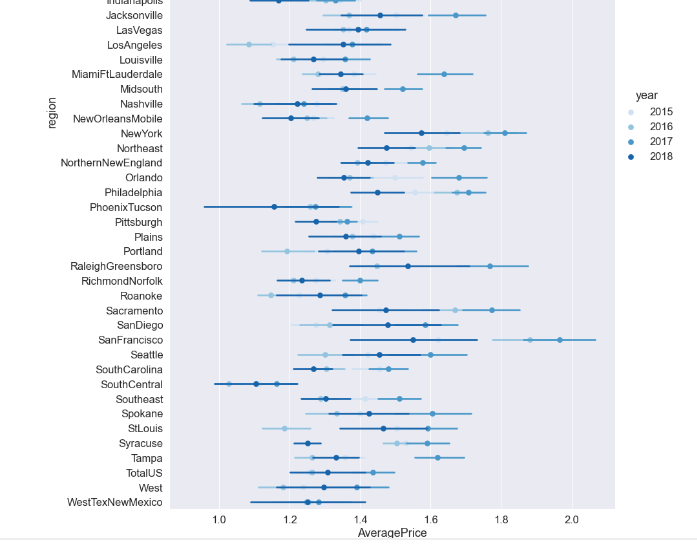 Indianapolis
Jacksonville
LasVegas
LosAngeles
Louisville
MiamiFtLauderdale
Midsouth
Nashville
NewOrleansMobile
NewYork
Northeast
NorthernNewEngland
Orlando
Philadelphia
PhoenixTucson
Pittsburgh
Plains
Portland
RaleighGreensboro
RichmondNorfolk
Roanoke
Sacramento
SanDiego
SanFrancisco
Seattle
SouthCarolina
SouthCentral
Southeast
Spokane
StLouis
Syracuse
Tampa
TotalUS
West
WestTexNewMexico
region
1.0 1.2 1.4 1.6 1.8 2.0
AveragePrice
year
2015
2016
2017
2018